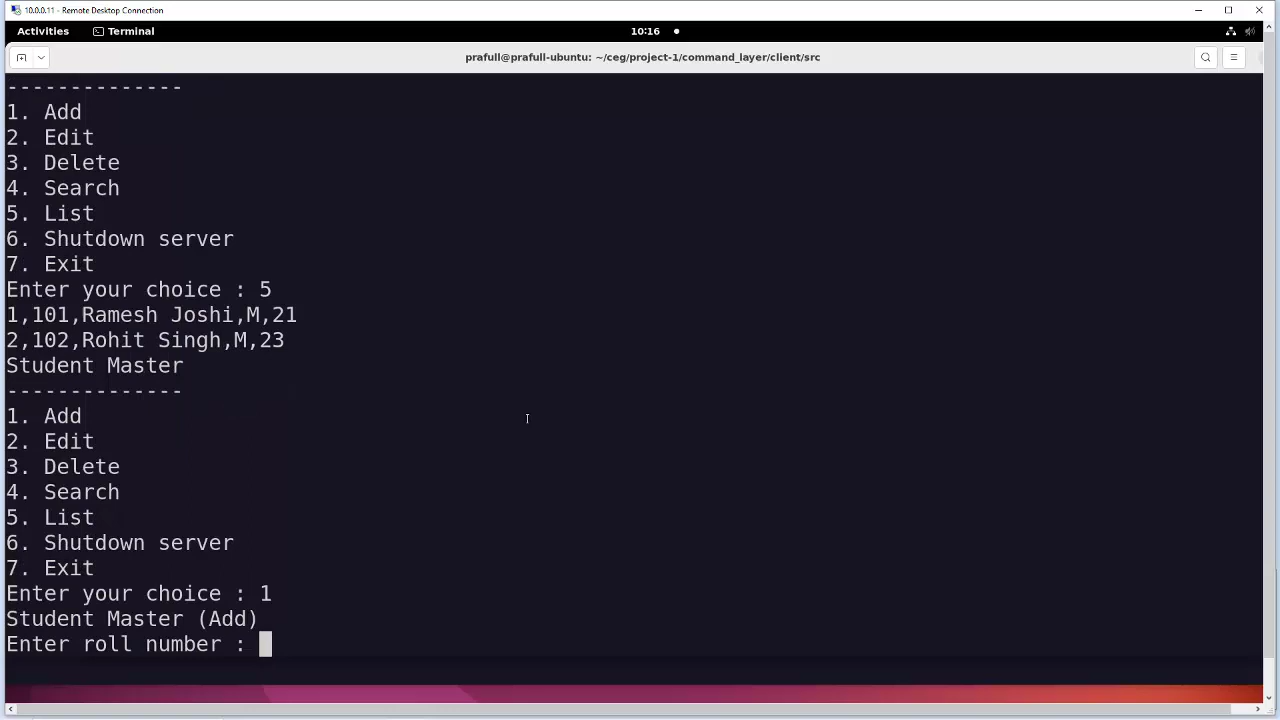 10.0.0.11 - Remote Desktop Connection
Activities Terminal 10:16
prafull@prafull-ubuntu: ~/ceg/project-1/command_layer/client/src
--------------
1. Add
2. Edit
3. Delete
4. Search
5. List
6. Shutdown server
7. Exit
Enter your choice : 5
1,101,Ramesh Joshi,M,21
2,102,Rohit Singh,M,23
Student Master
--------------
1. Add
2. Edit
3. Delete
4. Search
5. List
6. Shutdown server
7. Exit
Enter your choice : 1
Student Master (Add)
Enter roll number :